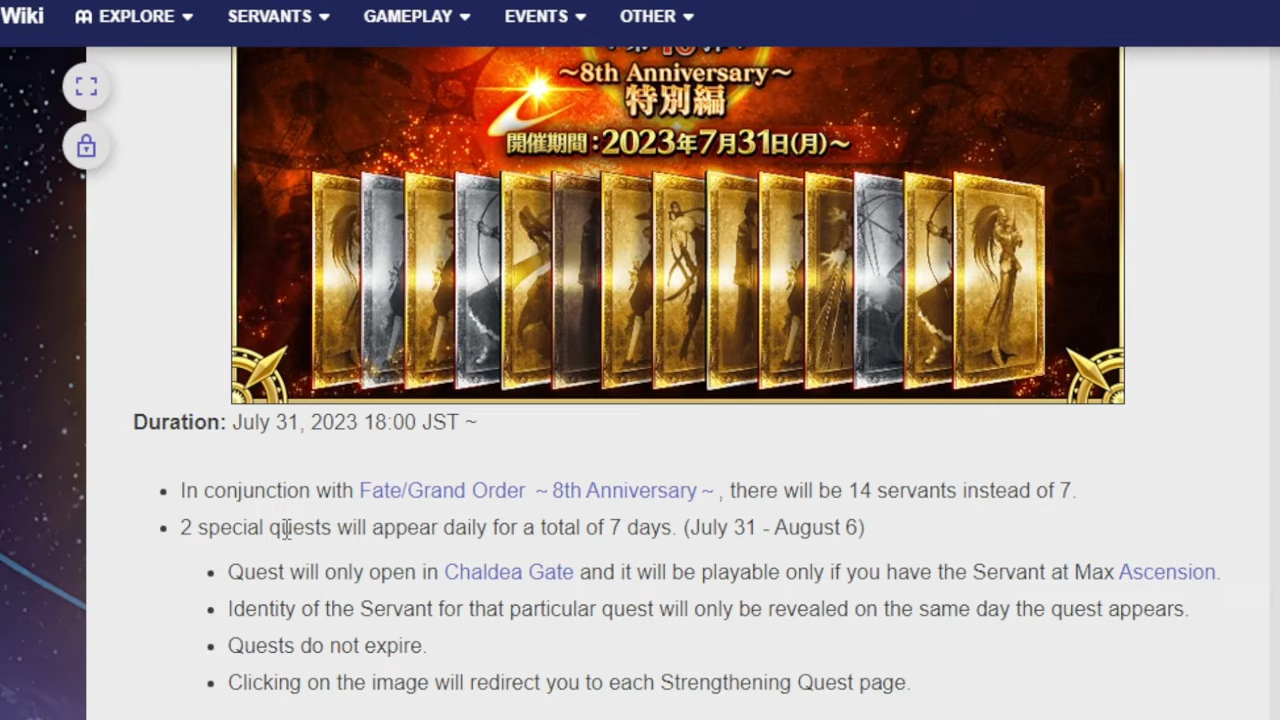 Wiki EXPLORE SERVANTS GAMEPLAY EVENTS OTHER
～8th Anniversary～
特別編
開催期間：2023年7月31日(月)～
Duration: July 31, 2023 18:00 JST ~
In conjunction with Fate/Grand Order ～8th Anniversary～, there will be 14 servants instead of 7.
2 special quests will appear daily for a total of 7 days. (July 31 - August 6)
Quest will only open in Chaldea Gate and it will be playable only if you have the Servant at Max Ascension.
Identity of the Servant for that particular quest will only be revealed on the same day the quest appears.
Quests do not expire.
Clicking on the image will redirect you to each Strengthening Quest page.